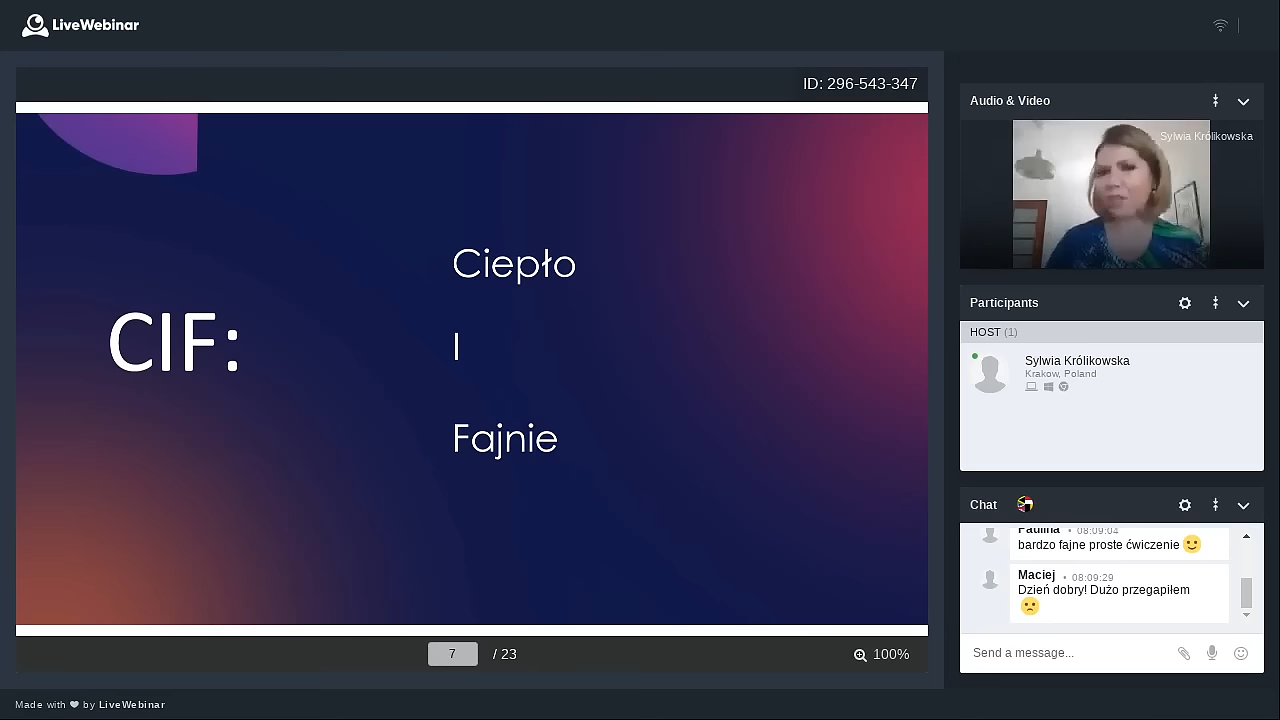 LiveWebinar
ID: 296-543-347
CIF:
Ciepło
I
Fajnie
7 / 23
100%
Audio & Video
Sylwia Królikowska
Participants
HOST (1)
Sylwia Królikowska
Krakow, Poland
Chat
Paulina • 08:09:04
bardzo fajne proste ćwiczenie
Maciej • 08:09:29
Dzień dobry! Dużo przegapiłem
Send a message...
Made with by LiveWebinar